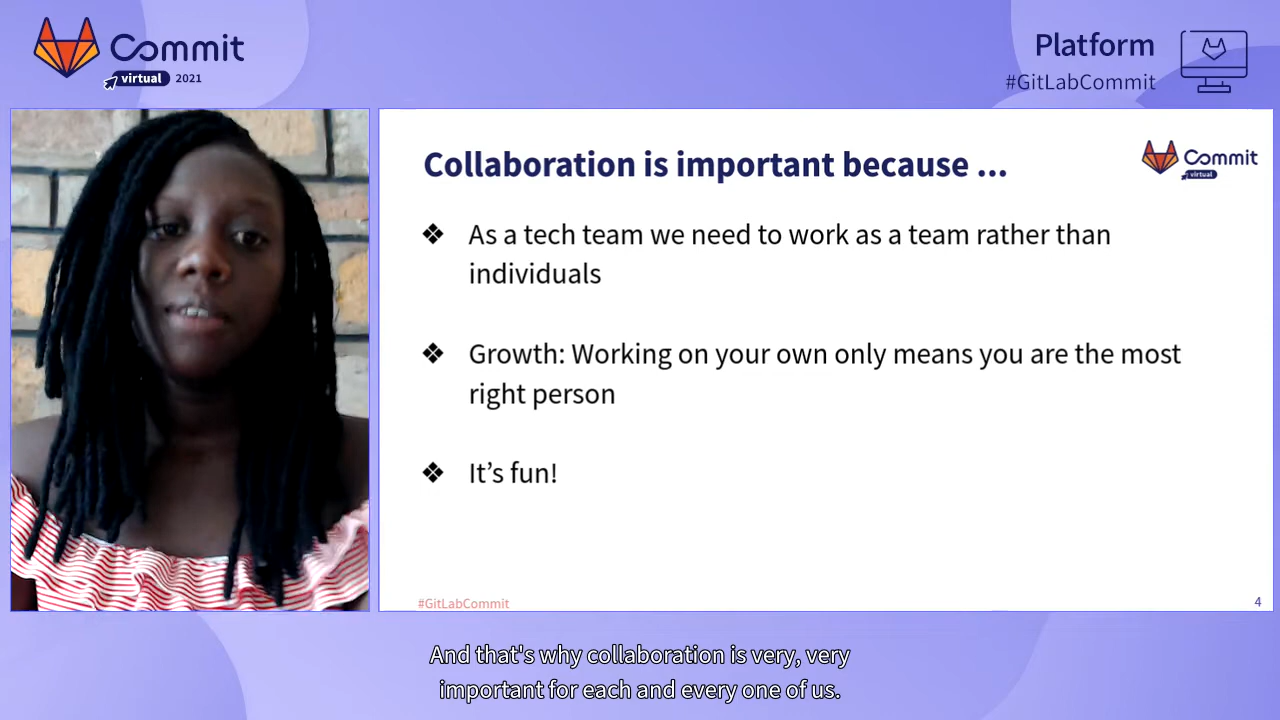 Commit
virtual 2021
Platform
#GitLabCommit
Collaboration is important because ...
Commit
virtual
❖ As a tech team we need to work as a team rather than
individuals
❖ Growth: Working on your own only means you are the most
right person
❖ It’s fun!
#GitLabCommit
4
And that's why collaboration is very, very
important for each and every one of us.